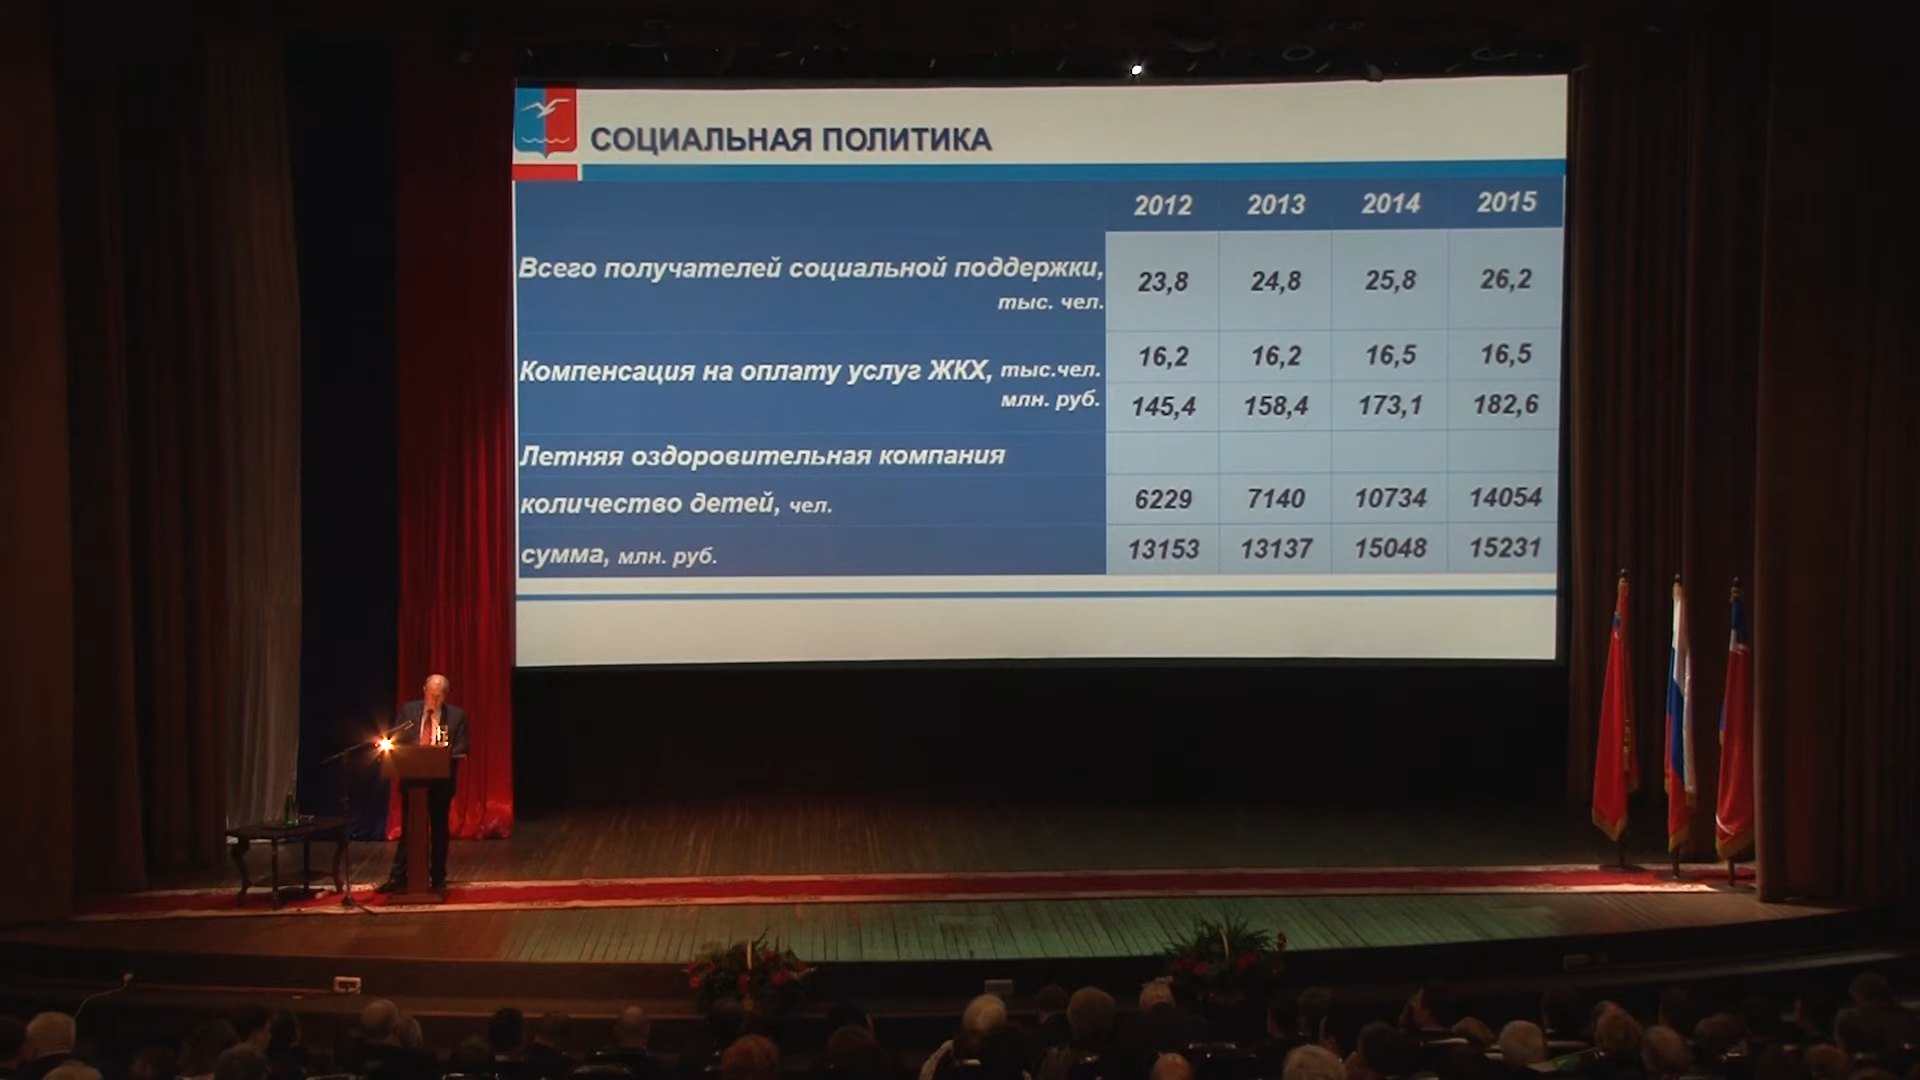 СОЦИАЛЬНАЯ ПОЛИТИКА
2012 2013 2014 2015
Всего получателей социальной поддержки,
тыс. чел.
23,8 24,8 25,8 26,2
Компенсация на оплату услуг ЖКХ, тыс.чел.
16,2 16,2 16,5 16,5
млн. руб.
145,4 158,4 173,1 182,6
Летняя оздоровительная компания
количество детей, чел.
6229 7140 10734 14054
сумма, млн. руб.
13153 13137 15048 15231